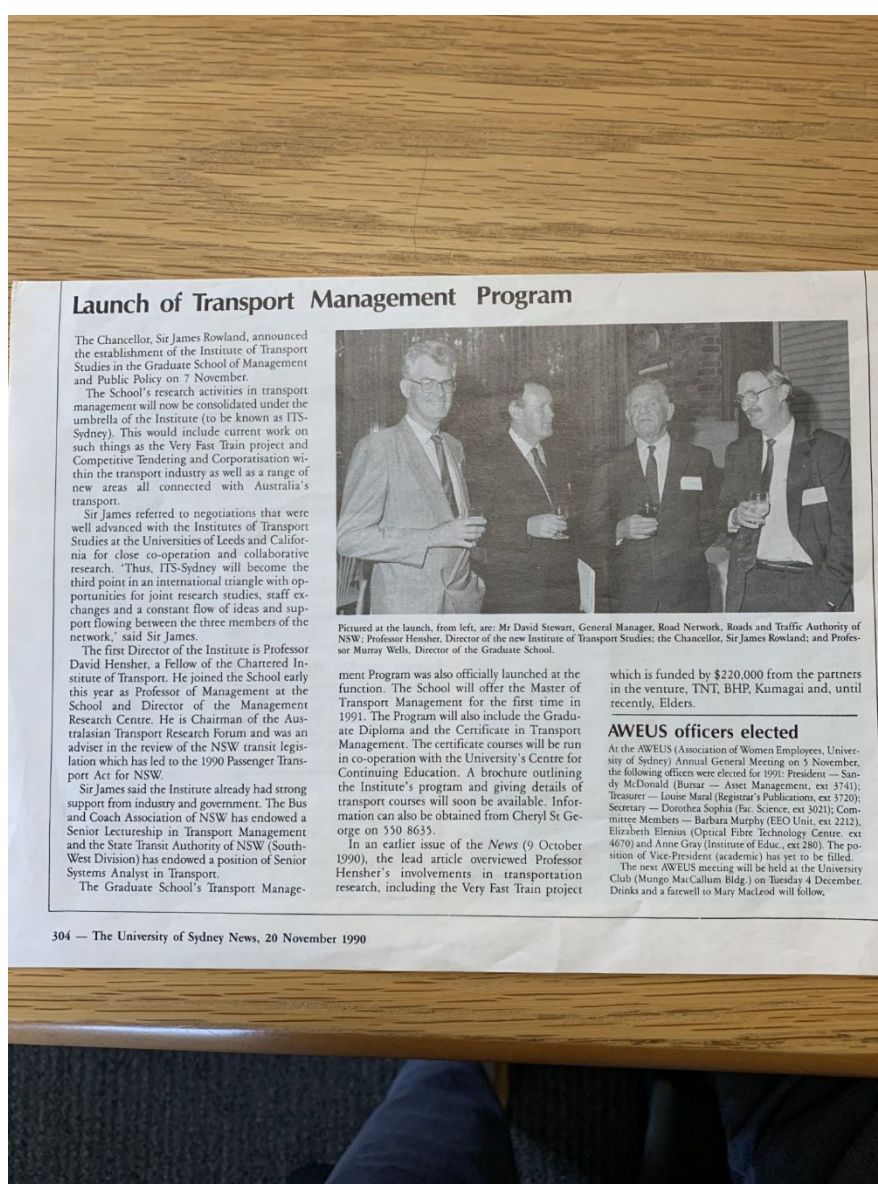 Launch of Transport Management Program
The Chancellor, Sir James Rowland, announced
the establishment of the Institute of Transport
Studies in the Graduate School of Management
and Public Policy on 7 November.
The School's research activities in transport
management will now be consolidated under the
umbrella of the Institute (to be known as ITS-
Sydney). This would include current work on
such things as the Very Fast Train project and
Competitive Tendering and Corporatisation wi-
thin the transport industry as well as a range of
new areas all connected with Australia's
transport.
Sir James referred to negotiations that were
well advanced with the Institutes of Transport
Studies at the Universities of Leeds and Califor-
nia for close co-operation and collaborative
research. 'Thus, ITS-Sydney will become the
third point in an international triangle with op-
portunities for joint research studies, staff ex-
changes and a constant flow of ideas and sup-
port flowing between the three members of the
network,' said Sir James.
The first Director of the Institute is Professor
David Hensher, a Fellow of the Chartered In-
stitute of Transport. He joined the School early
this year as Professor of Management at the
School and Director of the Management
Research Centre. He is Chairman of the Aus-
tralasian Transport Research Forum and was an
adviser in the review of the NSW transit legis-
lation which has led to the 1990 Passenger Trans-
port Act for NSW.
Sir James said the Institute already had strong
support from industry and government. The Bus
and Coach Association of NSW has endowed a
Senior Lectureship in Transport Management
and the State Transit Authority of NSW (South-
West Division) has endowed a position of Senior
Systems Analyst in Transport.
The Graduate School's Transport Manage-
Pictured at the launch, from left, are: Mr David Stewart, General Manager, Road Network, Roads and Traffic Authority of
NSW; Professor Hensher, Director of the new Institute of Transport Studies; the Chancellor, Sir James Rowland; and Profes-
sor Murray Wells, Director of the Graduate School.
ment Program was also officially launched at the
function. The School will offer the Master of
Transport Management for the first time in
1991. The Program will also include the Gradu-
ate Diploma and the Certificate in Transport
Management. The certificate courses will be run
in co-operation with the University's Centre for
Continuing Education. A brochure outlining
the Institute's program and giving details of
transport courses will soon be available. Infor-
mation can also be obtained from Cheryl St Ge-
orge on 550 8635.
In an earlier issue of the News (9 October
1990), the lead article overviewed Professor
Hensher's involvements in transportation
research, including the Very Fast Train project
which is funded by $220,000 from the partners
in the venture, TNT, BHP, Kumagai and, until
recently, Elders.
AWEUS officers elected
At the AWEUS (Association of Women Employees, Univer-
sity of Sydney) Annual General Meeting on 5 November,
the following officers were elected for 1991: President — San-
dy McDonald (Bursar — Asset Management, ext 3741);
Treasurer — Louise Maral (Registrar's Publications, ext 3720);
Secretary — Dorothea Sophia (Fac. Science, ext 3021); Com-
mittee Members — Barbara Murphy (EEO Unit, ext 2212),
Elizabeth Elenius (Optical Fibre Technology Centre. ext
4670) and Anne Gray (Institute of Educ., ext 280). The po-
sition of Vice-President (academic) has yet to be filled.
The next AWEUS meeting will be held at the University
Club (Mungo MacCallum Bldg.) on Tuesday 4 December.
Drinks and a farewell to Mary MacLeod will follow.
304 — The University of Sydney News, 20 November 1990